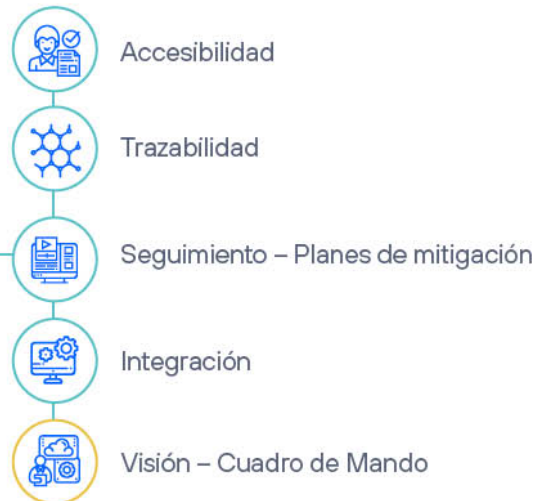 Accesibilidad
Trazabilidad
Seguimiento – Planes de mitigación
Integración
Visión – Cuadro de Mando